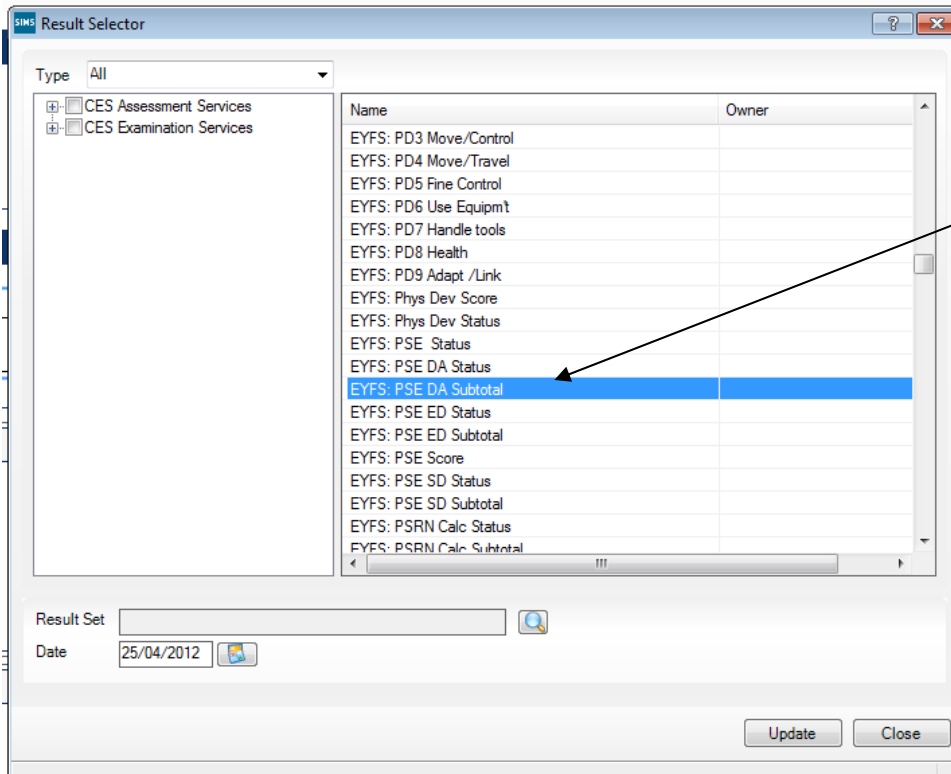 SIMS Result Selector
Type All
CES Assessment Services
CES Examination Services
Name Owner
EYFS: PD3 Move/Control
EYFS: PD4 Move/Travel
EYFS: PD5 Fine Control
EYFS: PD6 Use Equipm't
EYFS: PD7 Handle tools
EYFS: PD8 Health
EYFS: PD9 Adapt /Link
EYFS: Phys Dev Score
EYFS: Phys Dev Status
EYFS: PSE  Status
EYFS: PSE DA Status
EYFS: PSE DA Subtotal
EYFS: PSE ED Status
EYFS: PSE ED Subtotal
EYFS: PSE Score
EYFS: PSE SD Status
EYFS: PSE SD Subtotal
EYFS: PSRN Calc Status
EYFS: PSRN Calc Subtotal
Result Set
Date 25/04/2012
Update Close